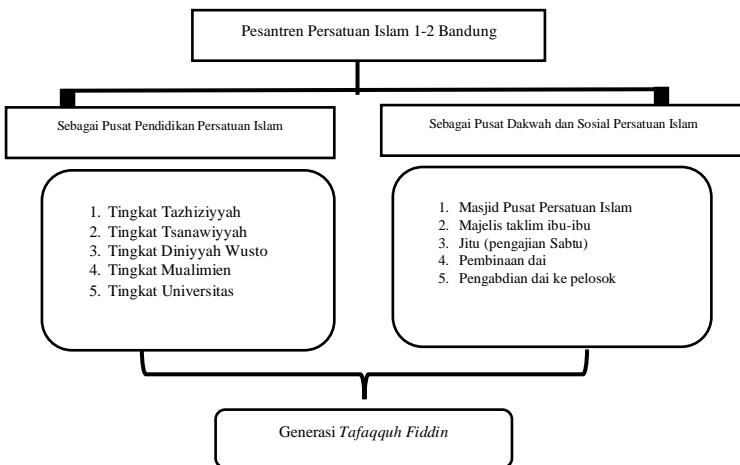 Pesantren Persatuan Islam 1-2 Bandung
Sebagai Pusat Pendidikan Persatuan Islam
Sebagai Pusat Dakwah dan Sosial Persatuan Islam
1. Tingkat Tazhiziyyah
2. Tingkat Tsanawiyyah
3. Tingkat Diniyyah Wusto
4. Tingkat Mualimien
5. Tingkat Universitas
1. Masjid Pusat Persatuan Islam
2. Majelis taklim ibu-ibu
3. Jitu (pengajian Sabtu)
4. Pembinaan dai
5. Pengabdian dai ke pelosok
Generasi Tafaqquh Fiddin